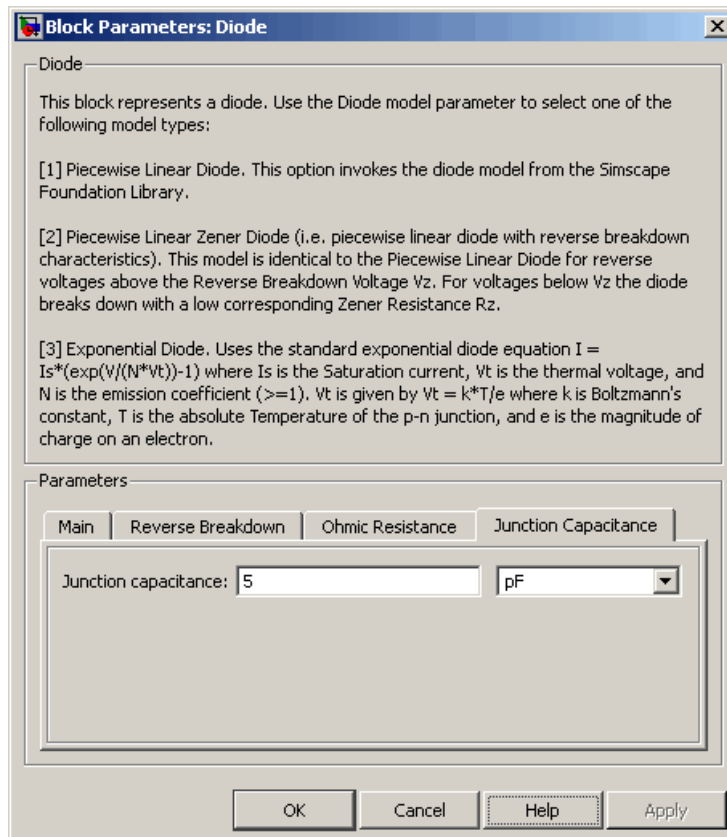 Block Parameters: Diode
Diode
This block represents a diode. Use the Diode model parameter to select one of the
following model types:
[1] Piecewise Linear Diode. This option invokes the diode model from the Simscape
Foundation Library.
[2] Piecewise Linear Zener Diode (i.e. piecewise linear diode with reverse breakdown
characteristics). This model is identical to the Piecewise Linear Diode for reverse
voltages above the Reverse Breakdown Voltage Vz. For voltages below Vz the diode
breaks down with a low corresponding Zener Resistance Rz.
[3] Exponential Diode. Uses the standard exponential diode equation I =
Is*(exp(V/(N*Vt))-1) where Is is the Saturation current, Vt is the thermal voltage, and
N is the emission coefficient (>=1). Vt is given by Vt = k*T/e where k is Boltzmann's
constant, T is the absolute Temperature of the p-n junction, and e is the magnitude of
charge on an electron.
Parameters
Main Reverse Breakdown Ohmic Resistance Junction Capacitance
Junction capacitance: 5 pF
OK Cancel Help Apply